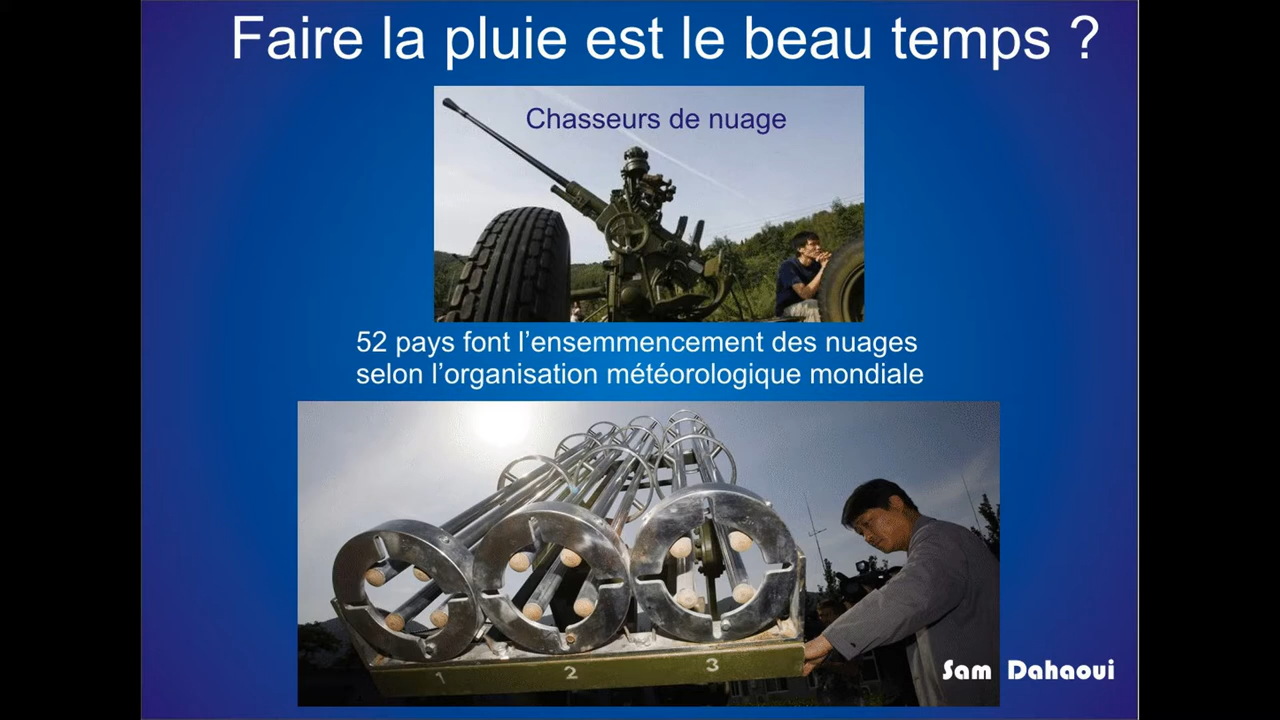 Faire la pluie est le beau temps ?
Chasseurs de nuage
52 pays font l’ensemmencement des nuages
selon l’organisation météorologique mondiale
1 2 3
Sam Dahaoui